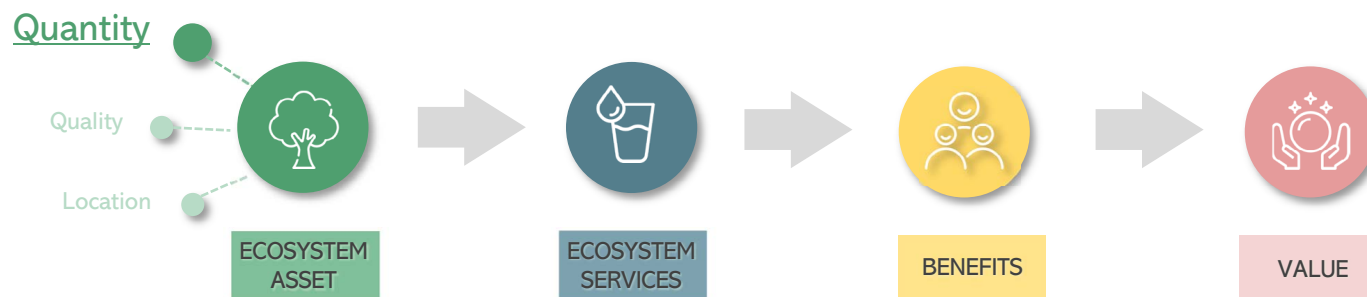 Quantity
Quality
Location
ECOSYSTEM
ASSET
ECOSYSTEM
SERVICES
BENEFITS
VALUE